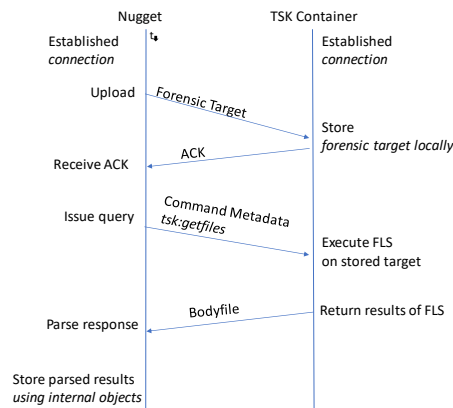 Nugget
TSK Container
Established
connection
t
Established
connection
Upload
Forensic Target
Store
forensic target locally
ACK
Receive ACK
Issue query
Command Metadata
tsk:getfiles
Execute FLS
on stored target
Bodyfile
Return results of FLS
Parse response
Store parsed results
using internal objects